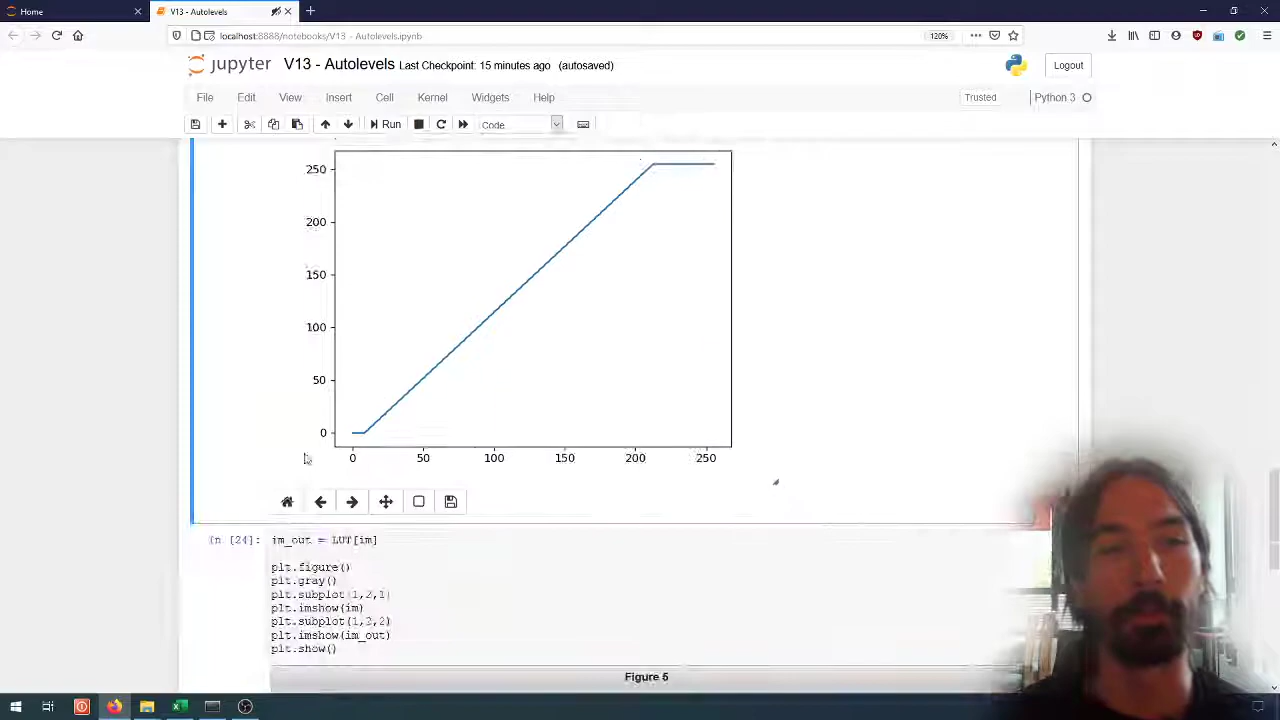 Home
V13 - Autolevels
localhost:8888/notebooks/V13 - Autolevels.ipynb
120%
jupyter V13 - Autolevels Last Checkpoint: 15 minutes ago (autosaved)
Logout
File Edit View Insert Cell Kernel Widgets Help
Trusted
Python 3
Run
Code
250
200
150
100
50
0
0 50 100 150 200 250
In [24]: im_out = LUT[im]
plt.figure()
plt.gray()
plt.subplot(1,2,1)
plt.imshow(im)
plt.subplot(1,2,2)
plt.imshow(im_out)
plt.show()
Figure 5